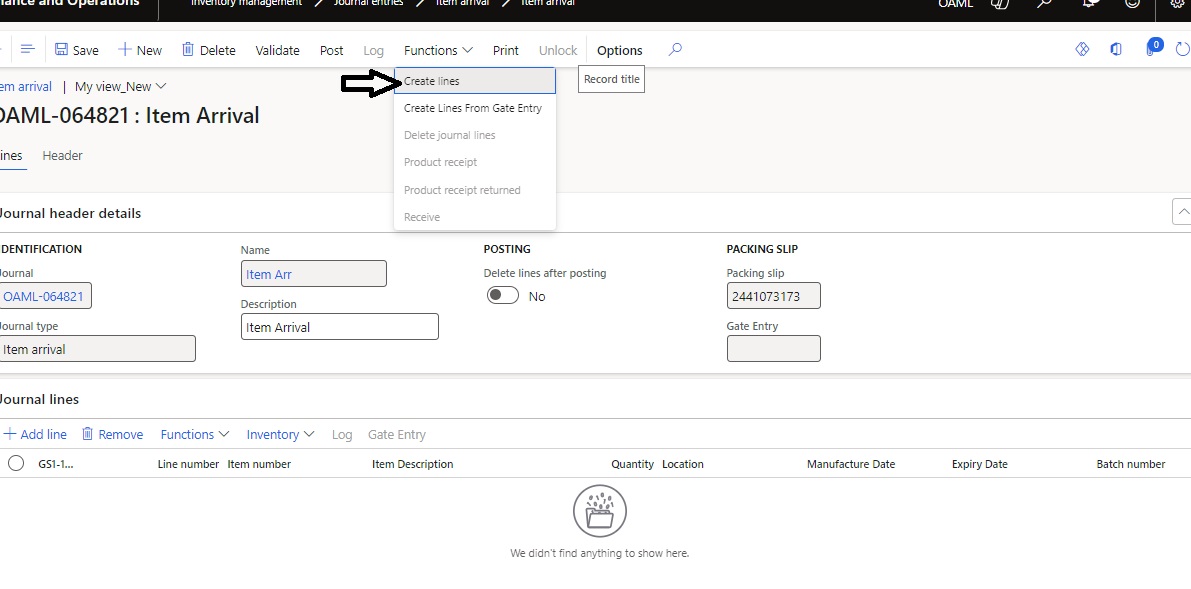 nance and Operations
Inventory management / Journal entries / Item arrival / Item arrival
OAML
Save New Delete Validate Post Log Functions Print Unlock Options
0
em arrival | My view_New
OAML-064821 : Item Arrival
ines Header
Create lines
Create Lines From Gate Entry
Delete journal lines
Product receipt
Product receipt returned
Receive
Record title
Journal header details
IDENTIFICATION
Journal
OAML-064821
Journal type
Item arrival
Name
Item Arr
Description
Item Arrival
POSTING
Delete lines after posting
No
PACKING SLIP
Packing slip
2441073173
Gate Entry
Journal lines
Add line Remove Functions Inventory Log Gate Entry
GS1-1... Line number Item number Item Description Quantity Location Manufacture Date Expiry Date Batch number
We didn't find anything to show here.